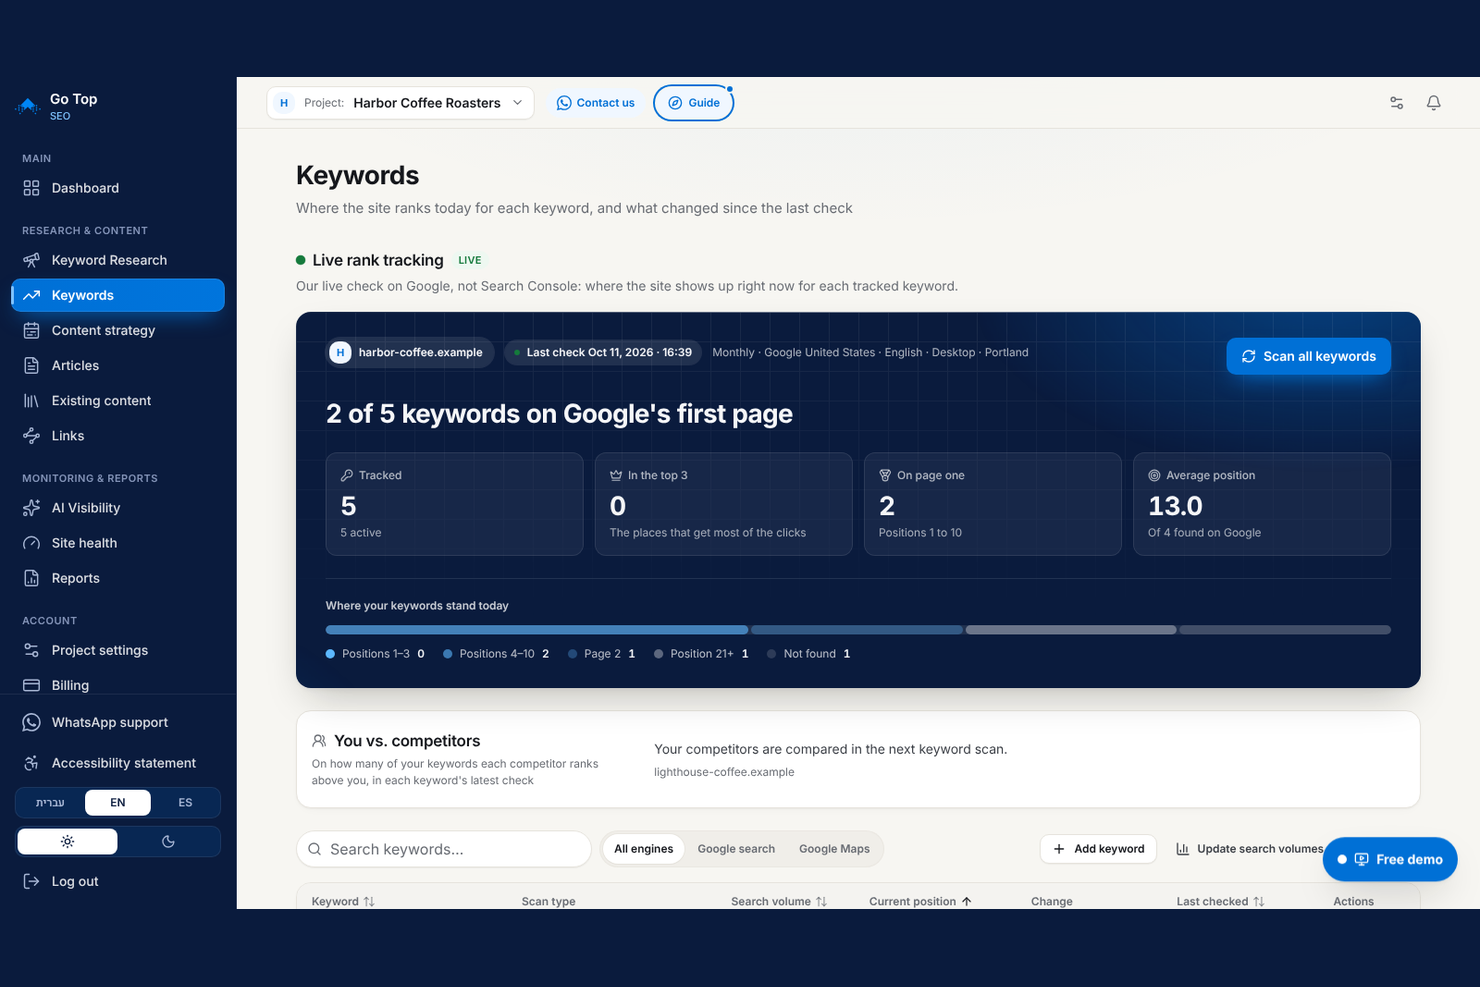 Go Top
SEO
MAIN
Dashboard
RESEARCH & CONTENT
Keyword Research
Keywords
Content strategy
Articles
Existing content
Links
MONITORING & REPORTS
AI Visibility
Site health
Reports
ACCOUNT
Project settings
Billing
WhatsApp support
Accessibility statement
עברית EN ES
Log out
H Project: Harbor Coffee Roasters
Contact us
Guide
Keywords
Where the site ranks today for each keyword, and what changed since the last check
Live rank tracking LIVE
Our live check on Google, not Search Console: where the site shows up right now for each tracked keyword.
H harbor-coffee.example
Last check Oct 11, 2026 · 16:39
Monthly · Google United States · English · Desktop · Portland
Scan all keywords
2 of 5 keywords on Google's first page
Tracked
5
5 active
In the top 3
0
The places that get most of the clicks
On page one
2
Positions 1 to 10
Average position
13.0
Of 4 found on Google
Where your keywords stand today
Positions 1–3 0 Positions 4–10 2 Page 2 1 Position 21+ 1 Not found 1
You vs. competitors
On how many of your keywords each competitor ranks
above you, in each keyword's latest check
Your competitors are compared in the next keyword scan.
lighthouse-coffee.example
Search keywords...
All engines Google search Google Maps
Add keyword
Update search volumes
Free demo
Keyword Scan type Search volume Current position Change Last checked Actions